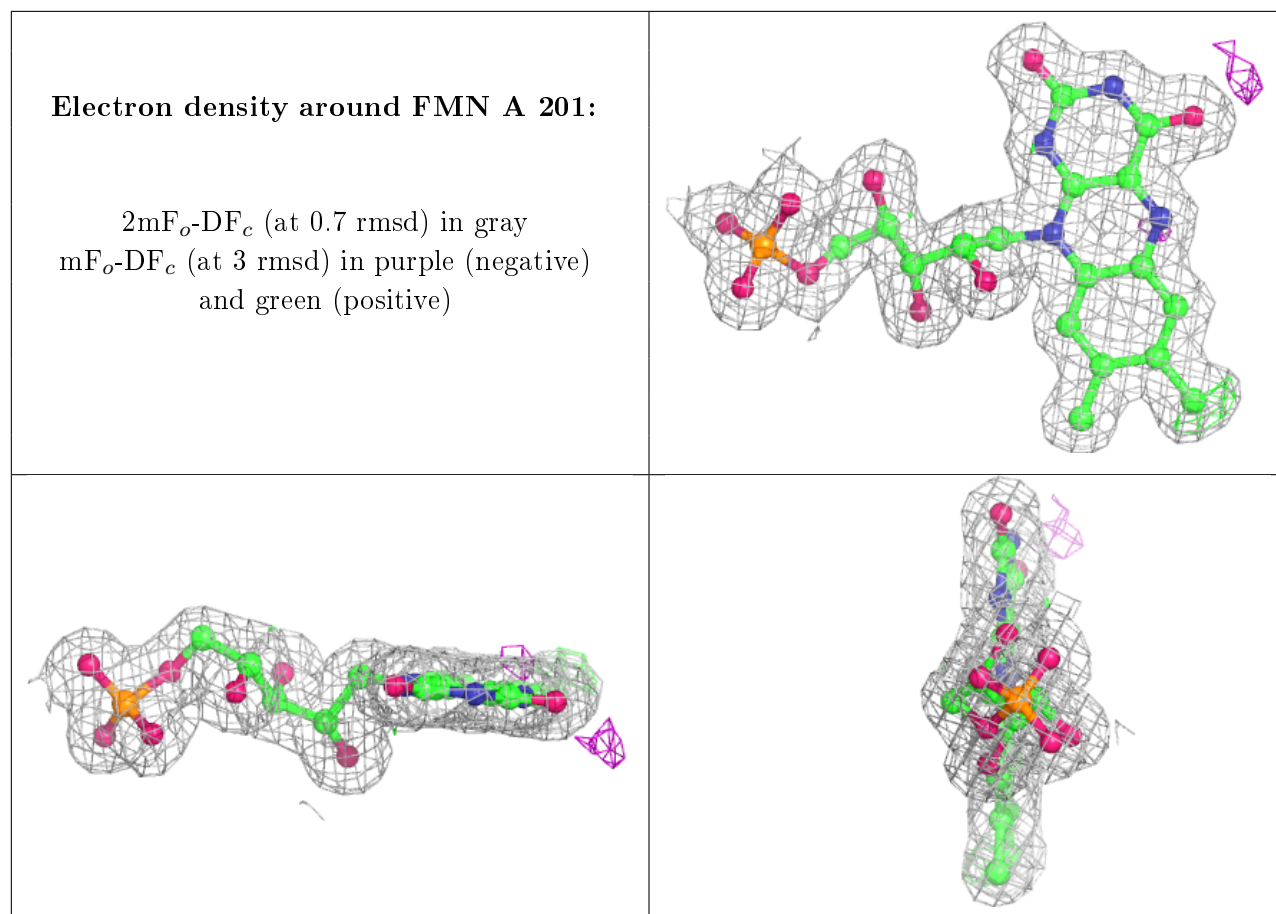 Electron density around FMN A 201:
2mFo-DFc (at 0.7 rmsd) in gray
mFo-DFc (at 3 rmsd) in purple (negative)
and green (positive)